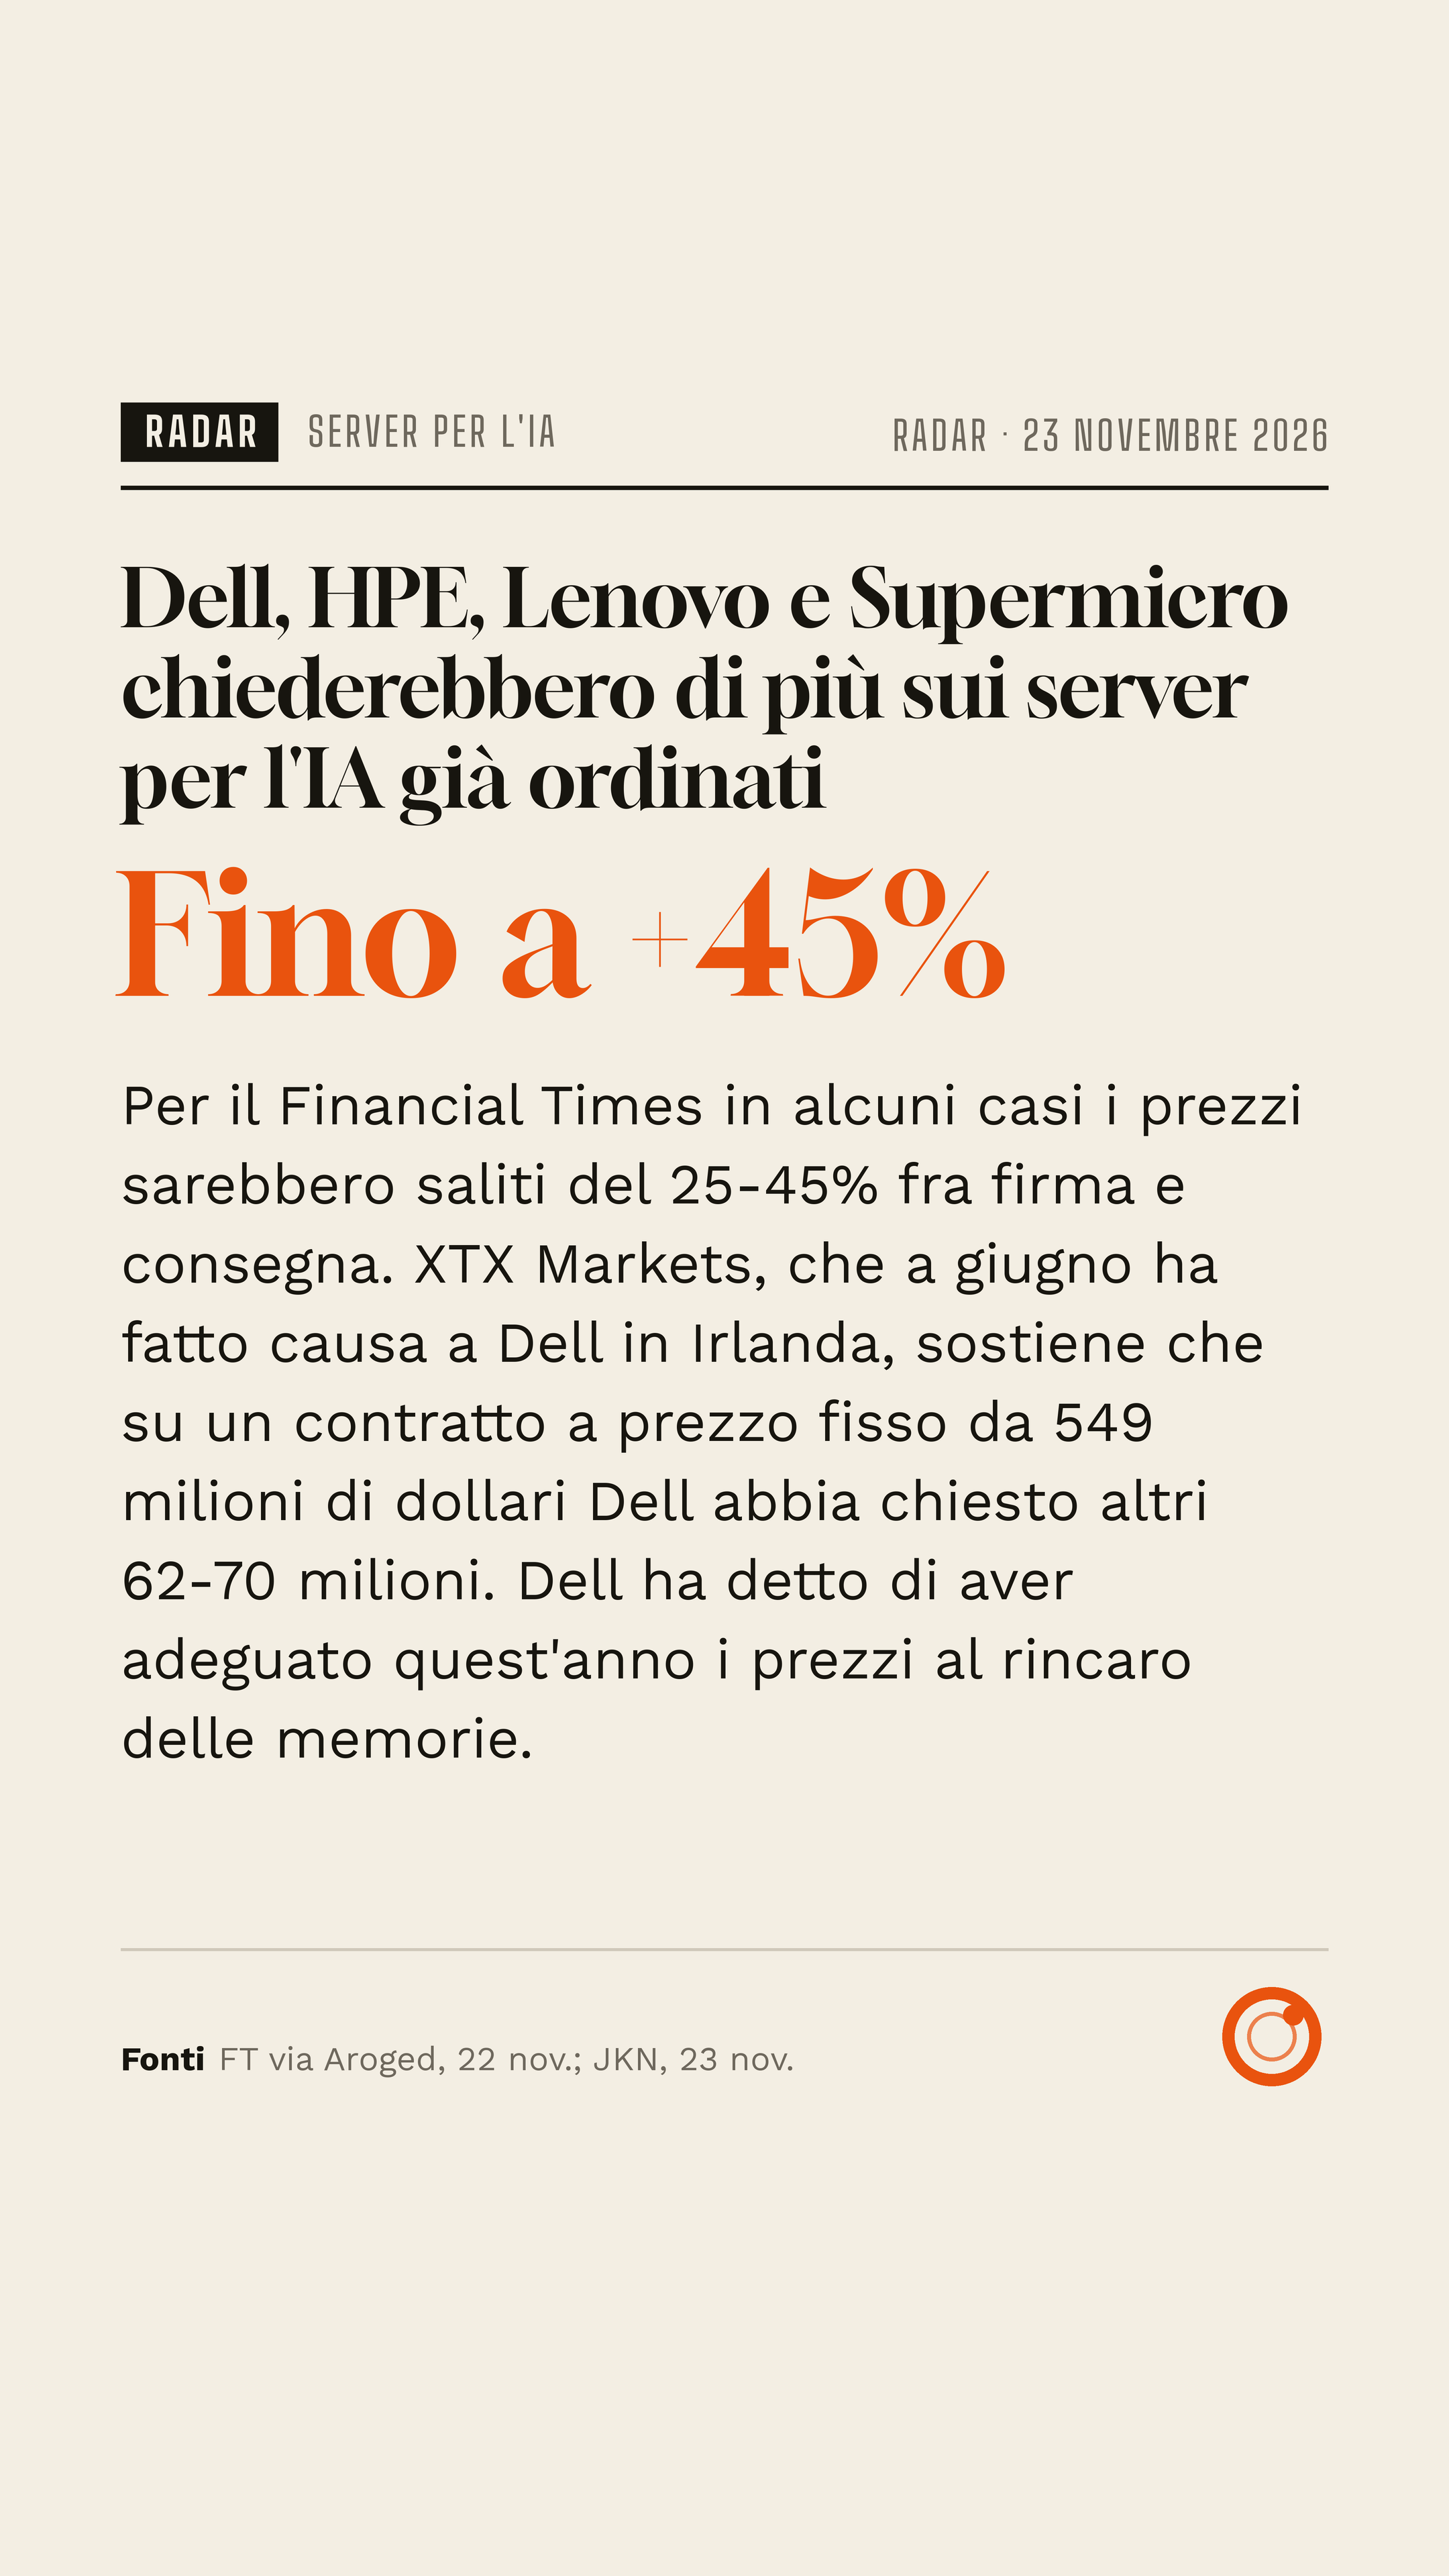 RADAR SERVER PER L'IA RADAR · 23 NOVEMBRE 2026
Dell, HPE, Lenovo e Supermicro
chiederebbero di più sui server
per l'IA già ordinati
Fino a +45%
Per il Financial Times in alcuni casi i prezzi
sarebbero saliti del 25-45% fra firma e
consegna. XTX Markets, che a giugno ha
fatto causa a Dell in Irlanda, sostiene che
su un contratto a prezzo fisso da 549
milioni di dollari Dell abbia chiesto altri
62-70 milioni. Dell ha detto di aver
adeguato quest'anno i prezzi al rincaro
delle memorie.
Fonti FT via Aroged, 22 nov.; JKN, 23 nov.